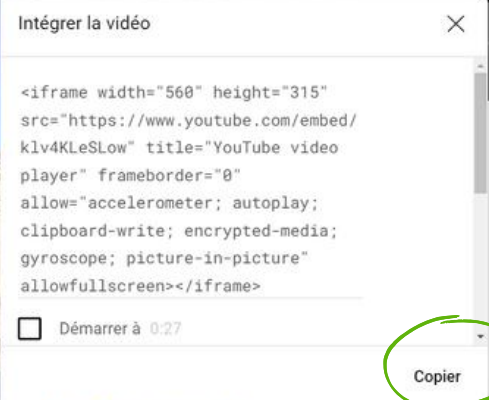 Intégrer la vidéo
<iframe width="560" height="315"
src="https://www.youtube.com/embed/
klv4KLeSLow" title="YouTube video
player" frameborder="0"
allow="accelerometer; autoplay;
clipboard-write; encrypted-media;
gyroscope; picture-in-picture"
allowfullscreen></iframe>
Démarrer à 0:27
Copier